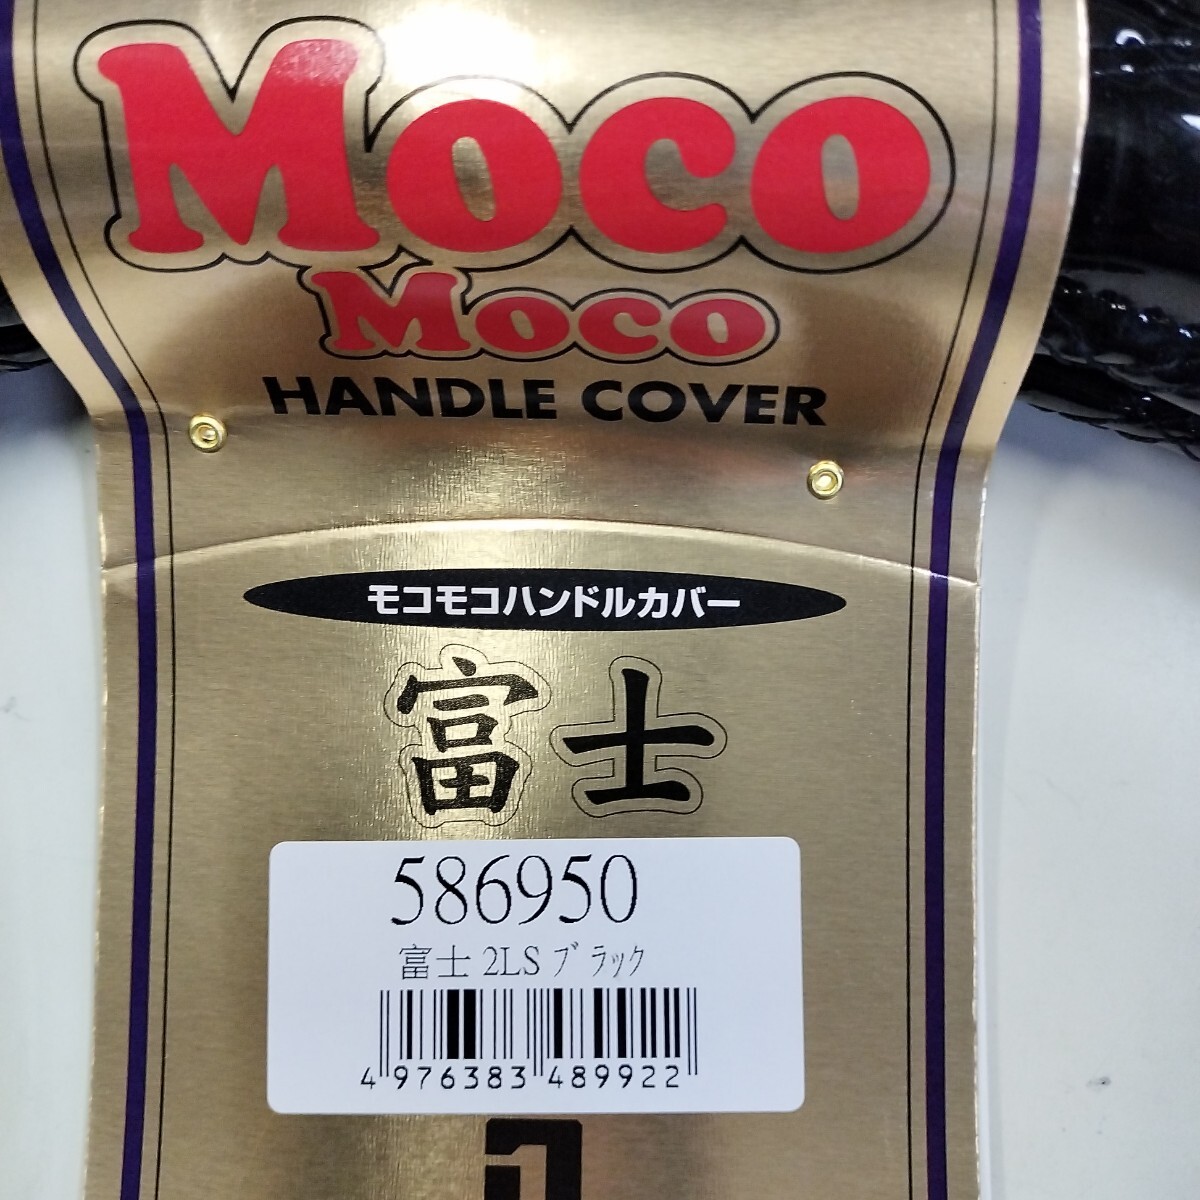 Moco
Moco
HANDLE COVER
モコモコハンドルカバー
富士
586950
富士 2LS ブラック
4 976383 489922